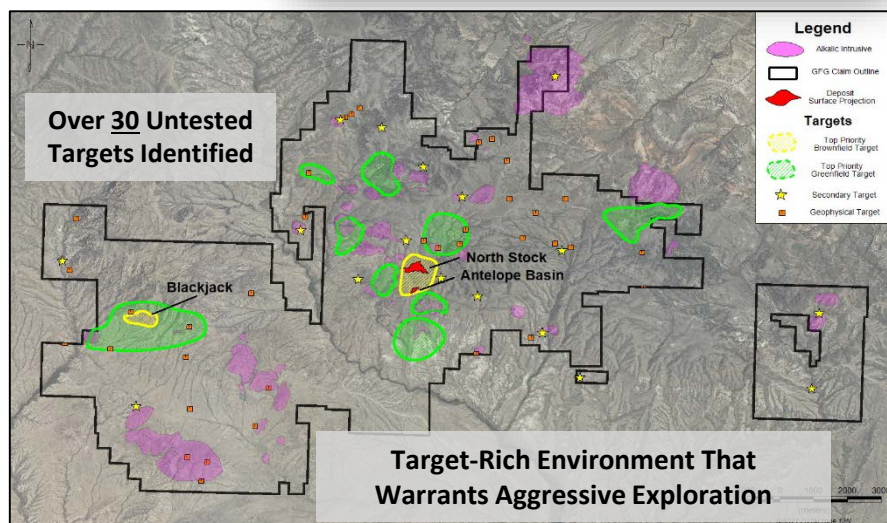 Over 30 Untested
Targets Identified
Legend
Alkalic Intrusive
GFG Claim Outline
Deposit
Surface Projection
Targets
Top Priority
Brownfield Target
Top Priority
Greenfield Target
Secondary Target
Geophysical Target
North Stock
Antelope Basin
Blackjack
Target-Rich Environment That
Warrants Aggressive Exploration
1000
2000